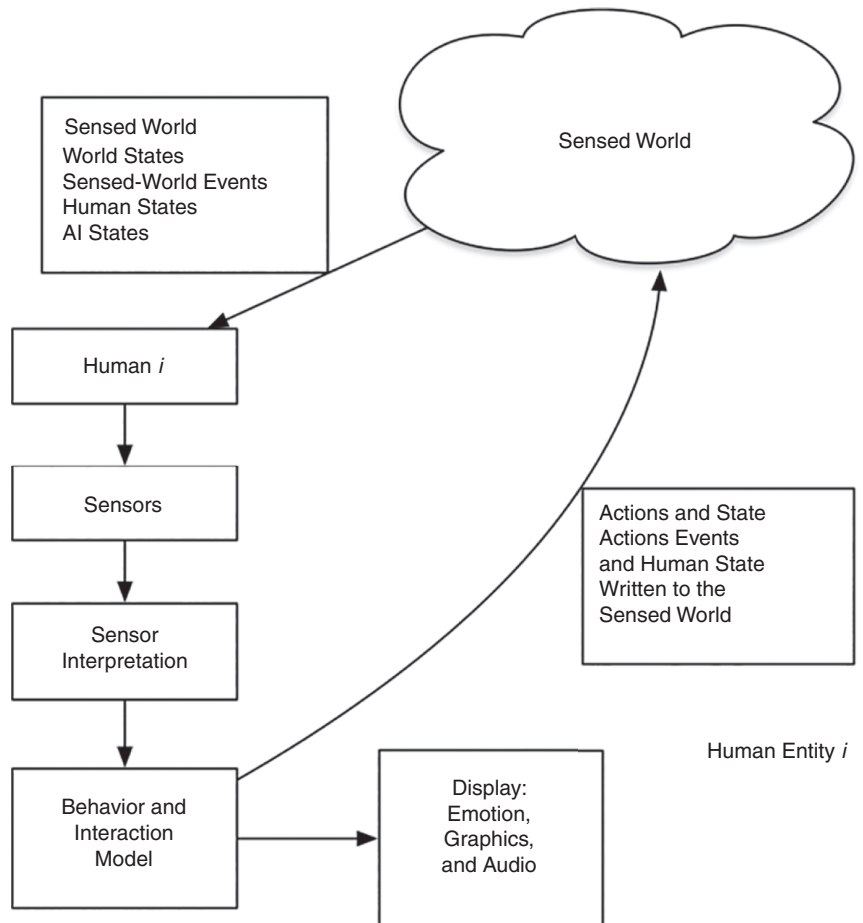 Sensed World
World States
Sensed-World Events
Human States
AI States
Sensed World
Human i
Sensors
Sensor
Interpretation
Actions and State
Actions Events
and Human State
Written to the
Sensed World
Human Entity i
Behavior and
Interaction
Model
Display:
Emotion,
Graphics,
and Audio